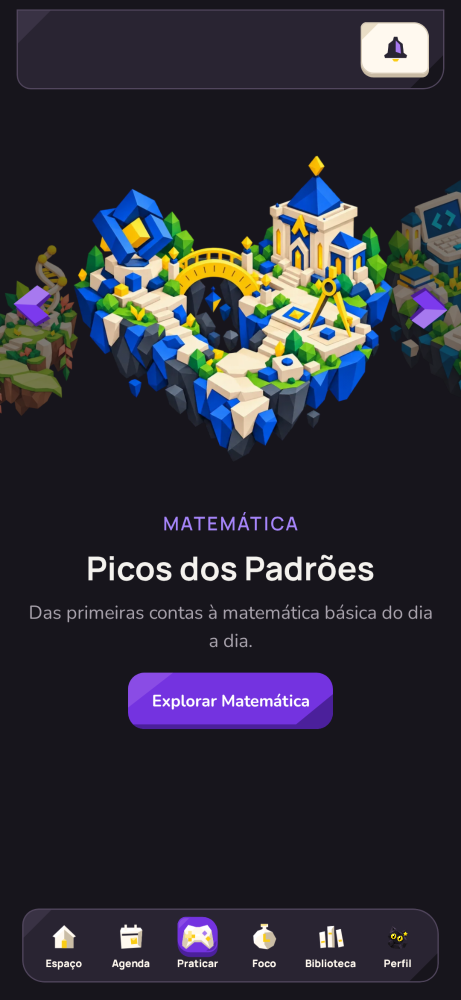 MATEMÁTICA
Picos dos Padrões
Das primeiras contas à matemática básica do dia
a dia.
Explorar Matemática
Espaço
Agenda
Praticar
Foco
Biblioteca
Perfil